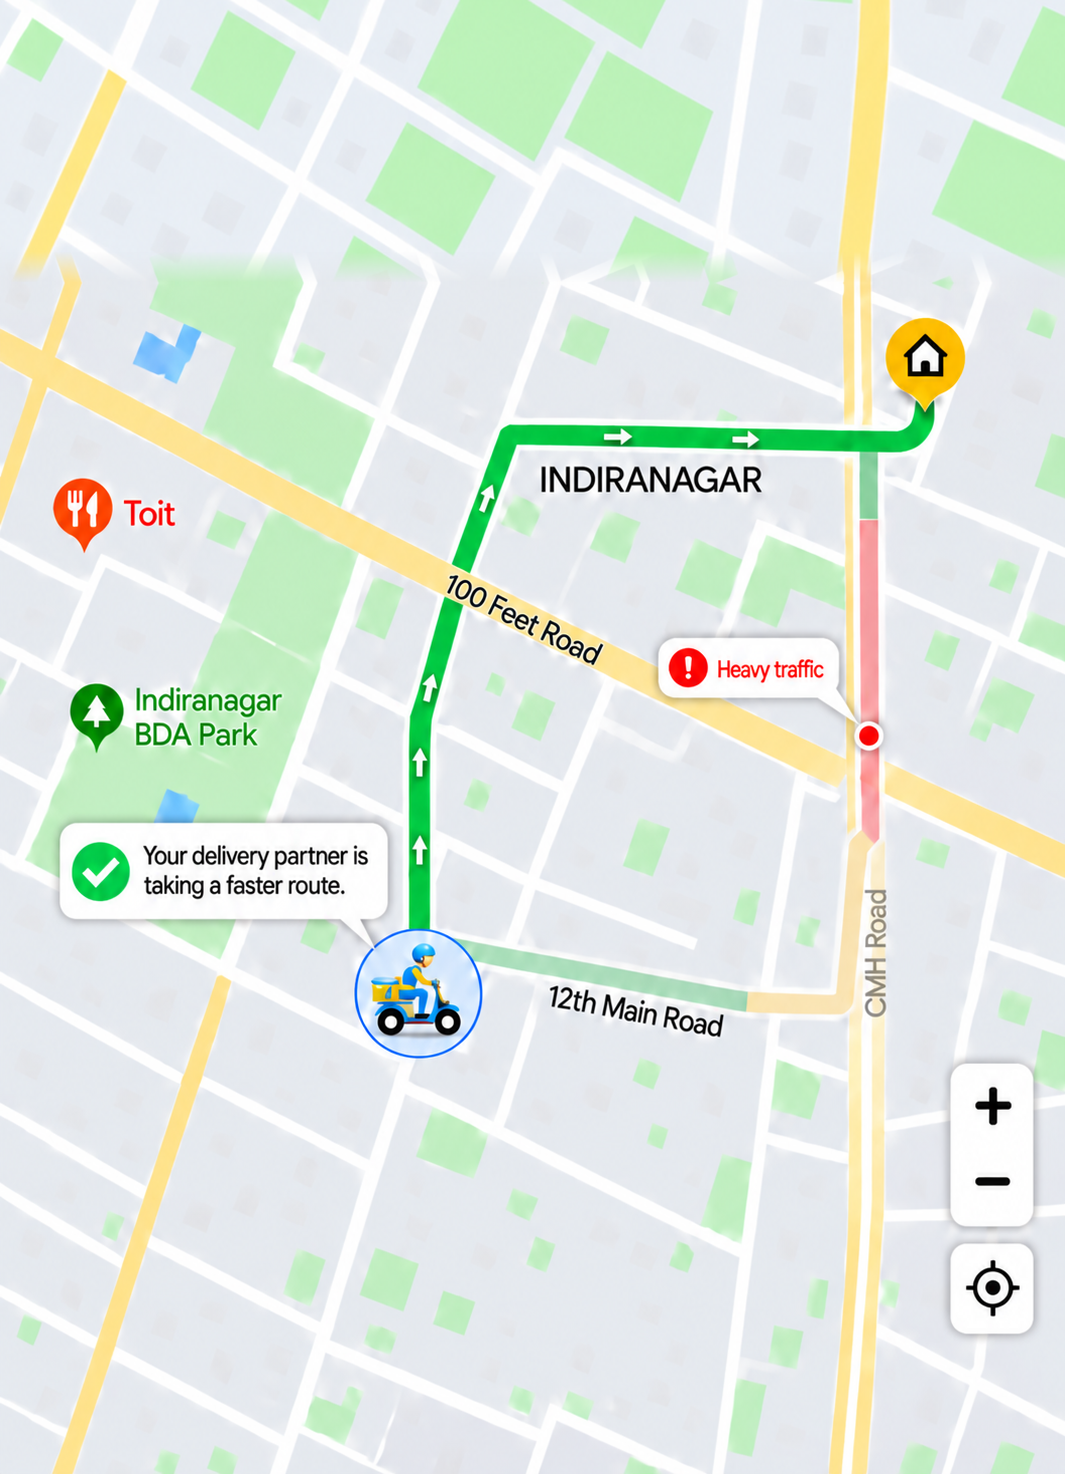 INDIRANAGAR
Toit
100 Feet Road
Heavy traffic
Indiranagar
BDA Park
Your delivery partner is
taking a faster route.
CMH Road
12th Main Road